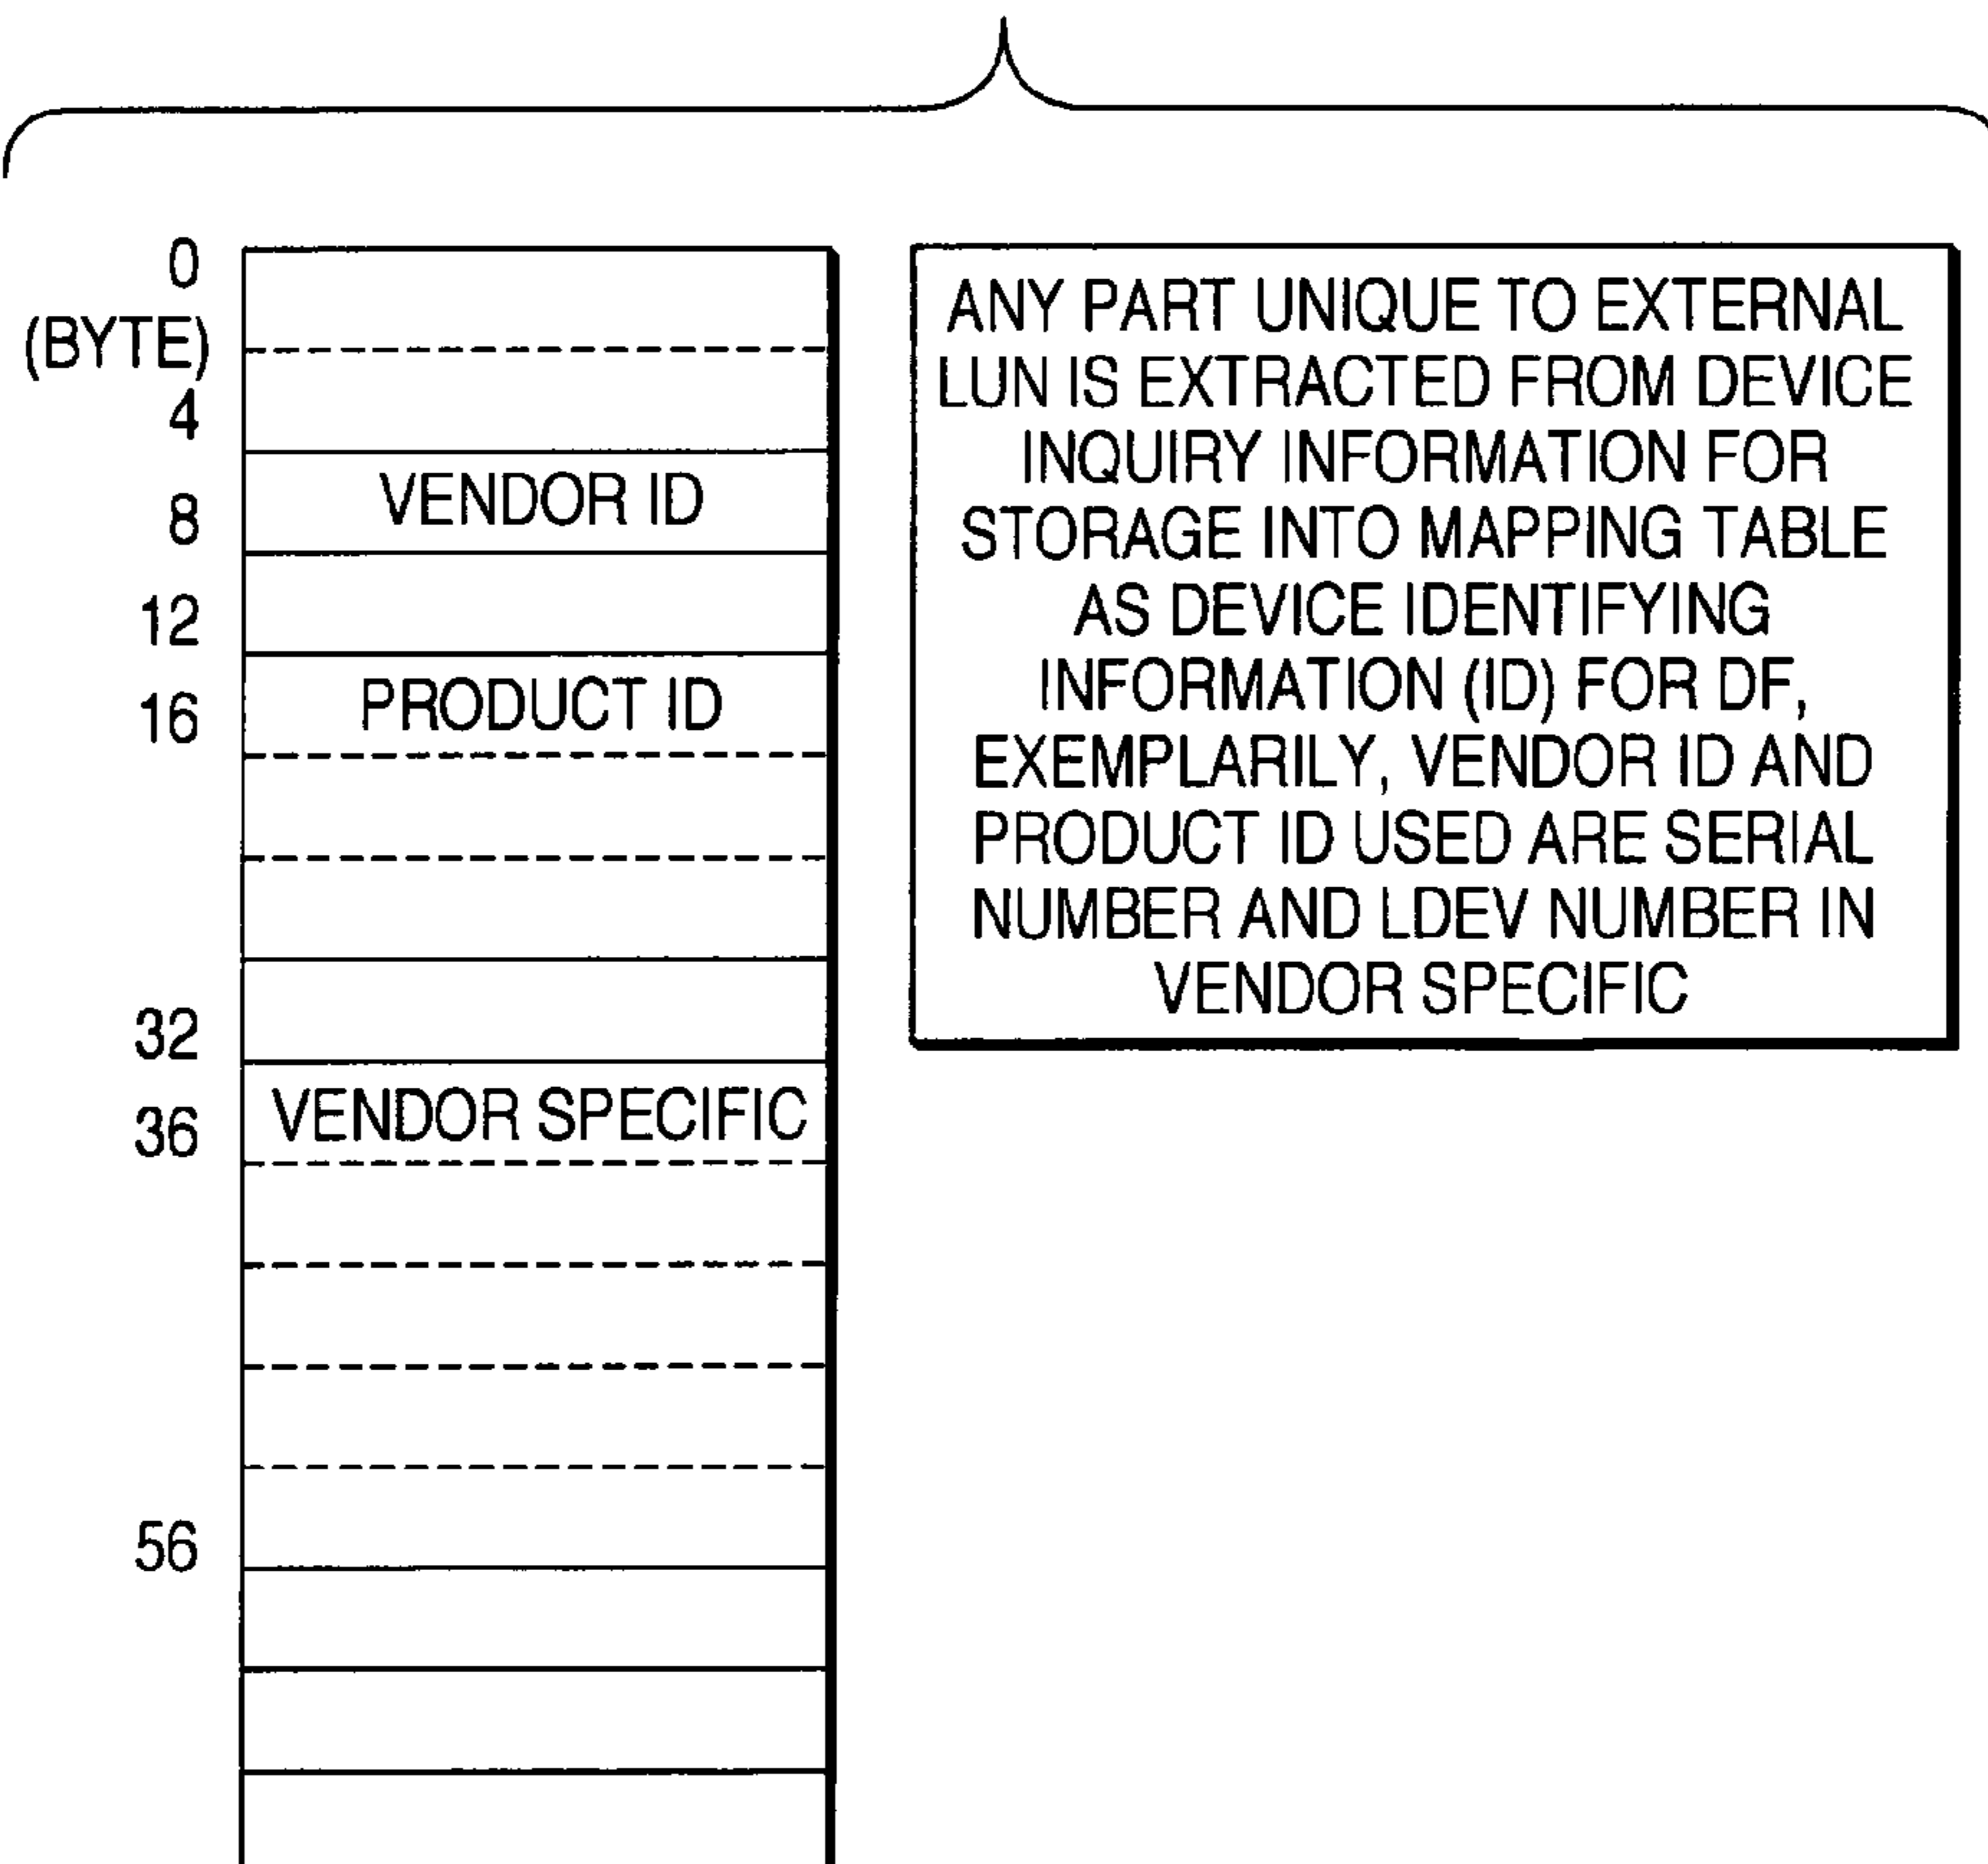 0
(BYTE)
4
VENDOR ID
8
12
PRODUCT ID
16
32
VENDOR SPECIFIC
36
56
ANY PART UNIQUE TO EXTERNAL
LUN IS EXTRACTED FROM DEVICE
INQUIRY INFORMATION FOR
STORAGE INTO MAPPING TABLE
AS DEVICE IDENTIFYING
INFORMATION (ID) FOR DF,
EXEMPLARILY, VENDOR ID AND
PRODUCT ID USED ARE SERIAL
NUMBER AND LDEV NUMBER IN
VENDOR SPECIFIC